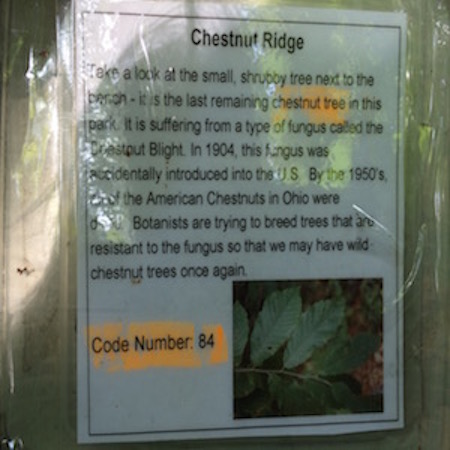 Chestnut Ridge
Take a look at the small, shrubby tree next to the
bench - it is the last remaining chestnut tree in this
park. It is suffering from a type of fungus called the
Chestnut Blight. In 1904, this fungus was
accidentally introduced into the U.S. By the 1950's,
of the American Chestnuts in Ohio were
Botanists are trying to breed trees that are
resistant to the fungus so that we may have wild
chestnut trees once again.
Code Number: 84